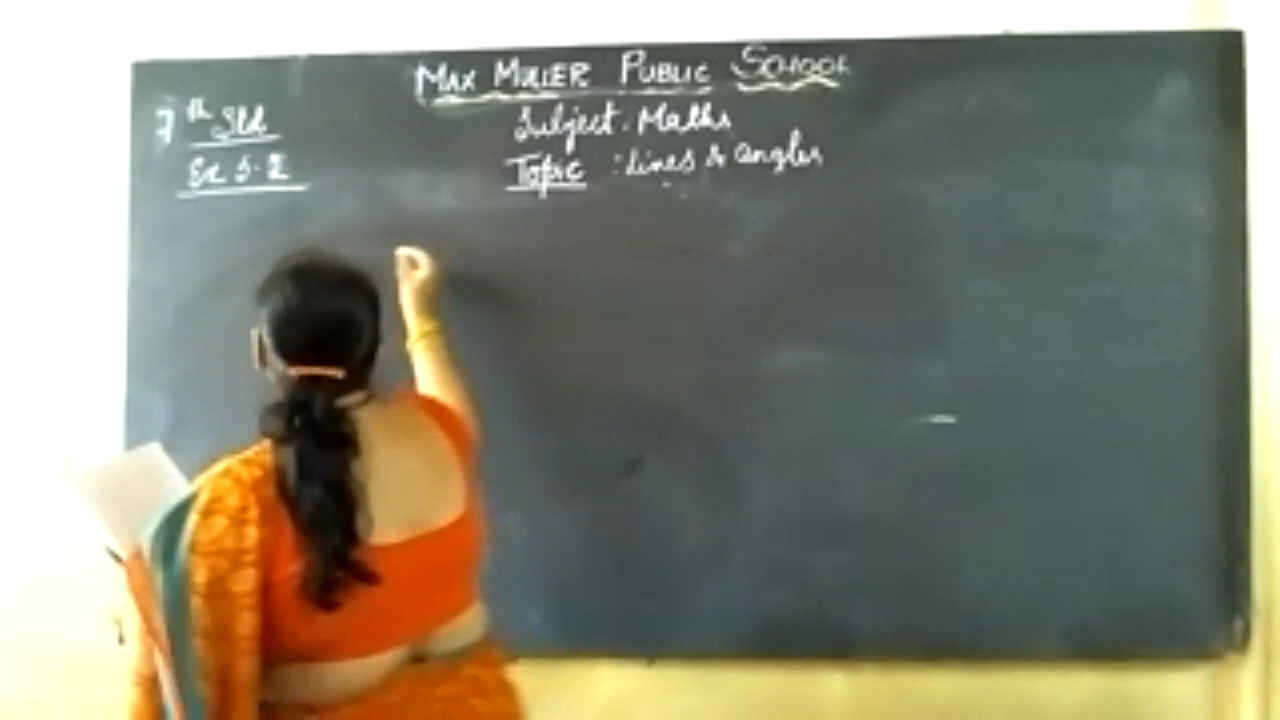 MAX MULLER PUBLIC SCHOOL
7th Std
Subject . Maths
Ex 5.2
Topic : Lines & angles